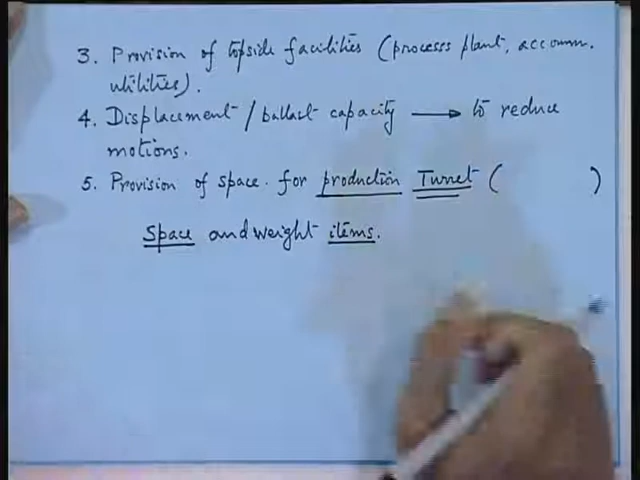 3. Provision of topside facilities (process plant, accomm.
utilities).
4. Displacement / ballast capacity → to reduce
motions.
5. Provision of space. for production Turret (          )
Space and weight items.